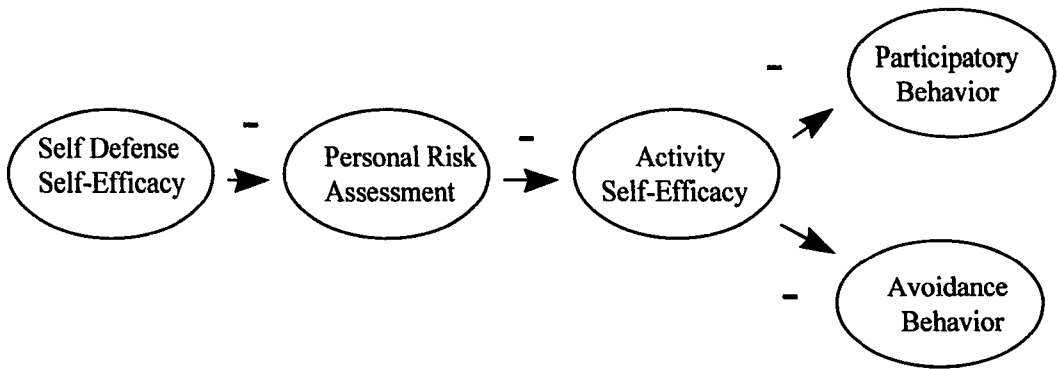 Self Defense
Self-Efficacy
-
Personal Risk
Assessment
-
Activity
Self-Efficacy
-
Participatory
Behavior
-
Avoidance
Behavior